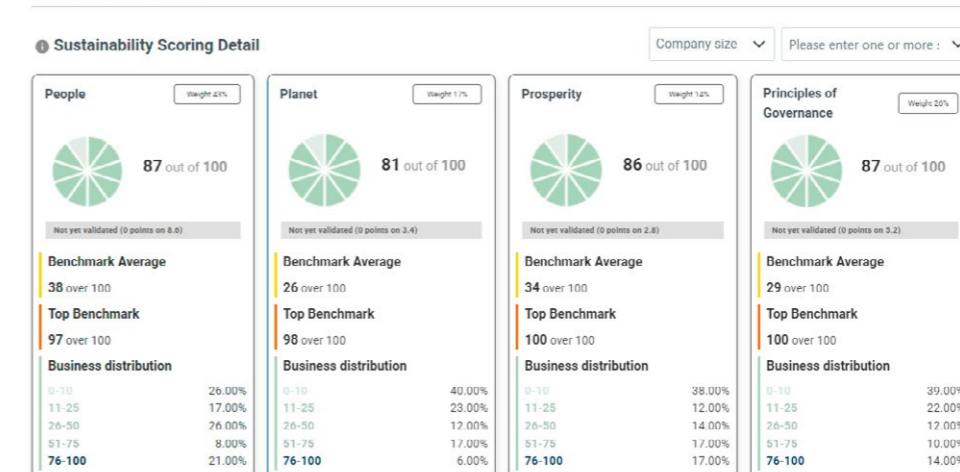 Sustainability Scoring Detail
Company size
Please enter one or more :
People
Weight 43%
87 out of 100
Not yet validated (0 points on 8.6)
Benchmark Average
38 over 100
Top Benchmark
97 over 100
Business distribution
0-10 26.00%
11-25 17.00%
26-50 26.00%
51-75 8.00%
76-100 21.00%
Planet
Weight 17%
81 out of 100
Not yet validated (0 points on 3.4)
Benchmark Average
26 over 100
Top Benchmark
98 over 100
Business distribution
0-10 40.00%
11-25 23.00%
26-50 12.00%
51-75 17.00%
76-100 6.00%
Prosperity
Weight 14%
86 out of 100
Not yet validated (0 points on 2.8)
Benchmark Average
34 over 100
Top Benchmark
100 over 100
Business distribution
0-10 38.00%
11-25 12.00%
26-50 14.00%
51-75 17.00%
76-100 17.00%
Principles of
Governance
Weight 26%
87 out of 100
Not yet validated (0 points on 5.2)
Benchmark Average
29 over 100
Top Benchmark
100 over 100
Business distribution
0-10 39.00%
11-25 22.00%
26-50 12.00%
51-75 10.00%
76-100 14.00%